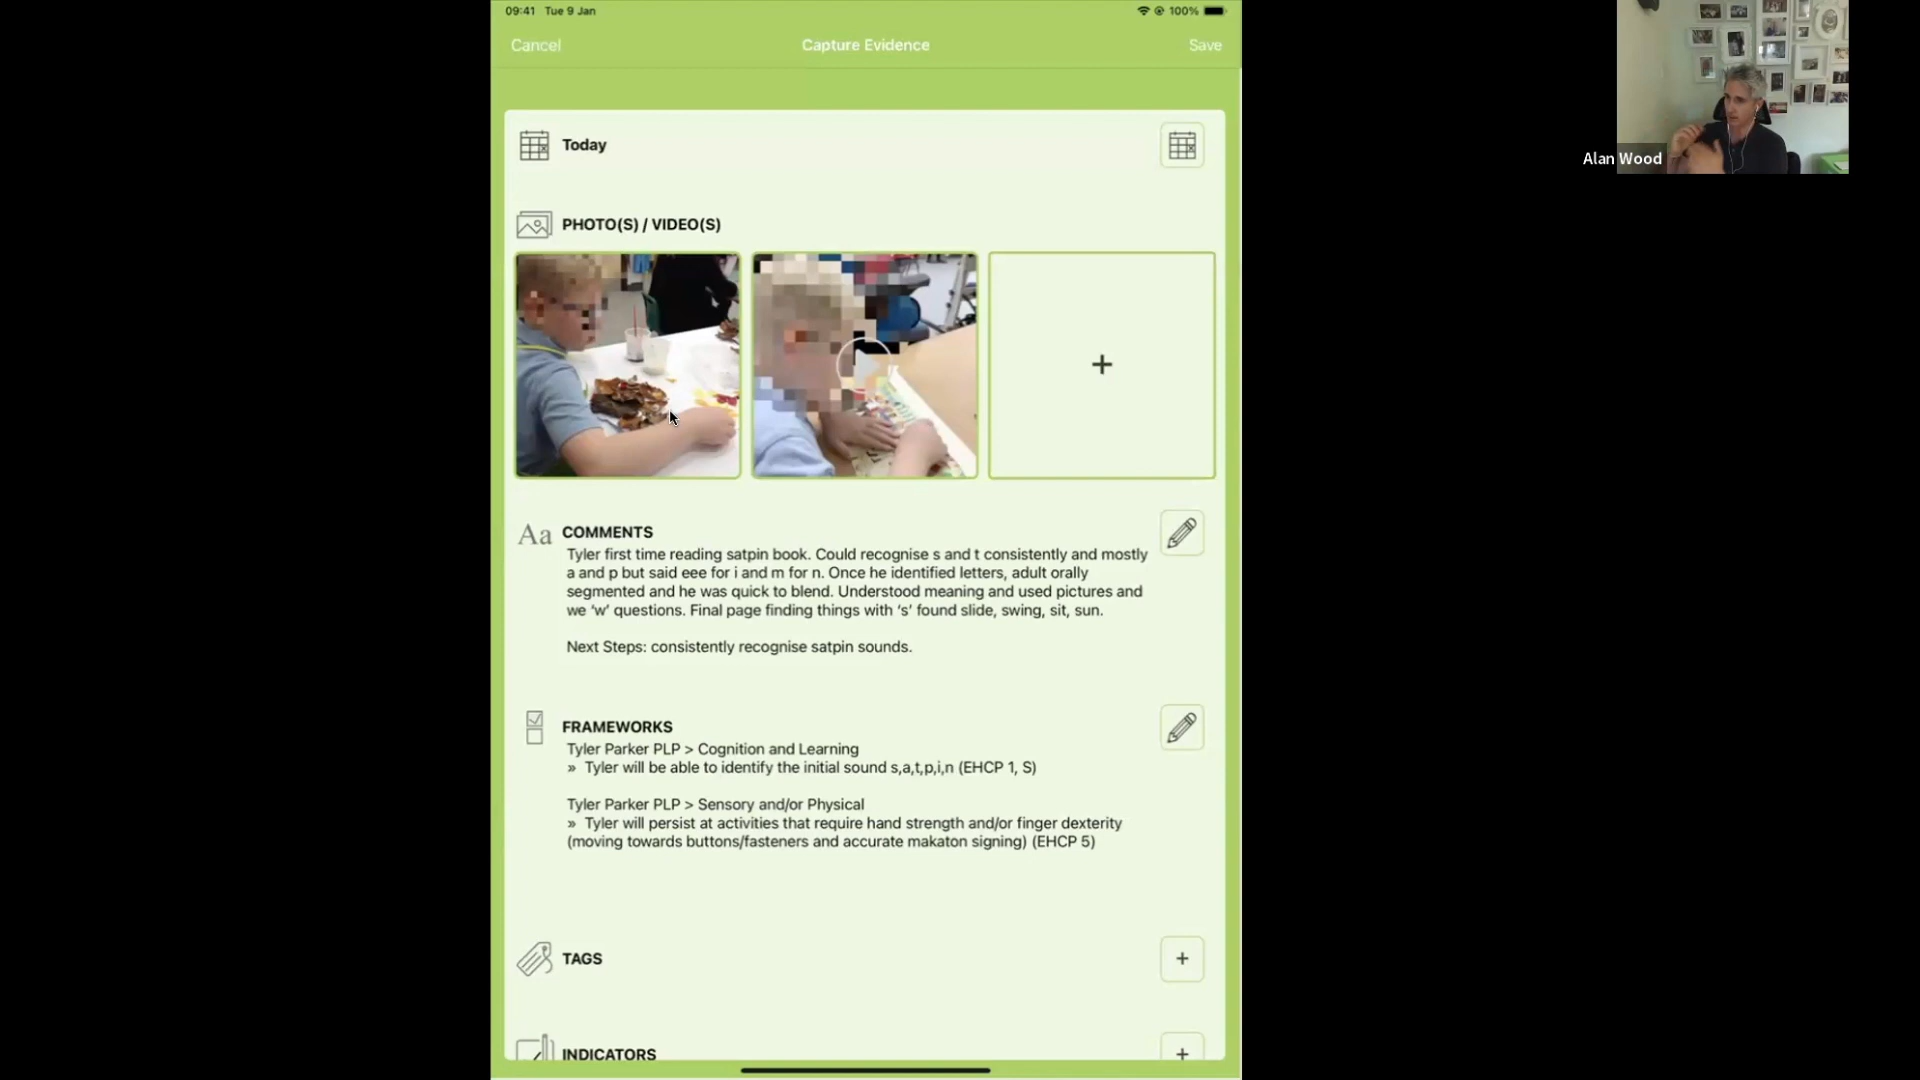 09:41 Tue 9 Jan
100%
Cancel
Capture Evidence
Save
Today
PHOTO(S) / VIDEO(S)
Alan Wood
Aa COMMENTS
Tyler first time reading satpin book. Could recognise s and t consistently and mostly
a and p but said eee for i and m for n. Once he identified letters, adult orally
segmented and he was quick to blend. Understood meaning and used pictures and
we ‘w’ questions. Final page finding things with ‘s’ found slide, swing, sit, sun.
Next Steps: consistently recognise satpin sounds.
FRAMEWORKS
Tyler Parker PLP > Cognition and Learning
» Tyler will be able to identify the initial sound s,a,t,p,i,n (EHCP 1, S)
Tyler Parker PLP > Sensory and/or Physical
» Tyler will persist at activities that require hand strength and/or finger dexterity
(moving towards buttons/fasteners and accurate makaton signing) (EHCP 5)
TAGS
+
INDICATORS
+